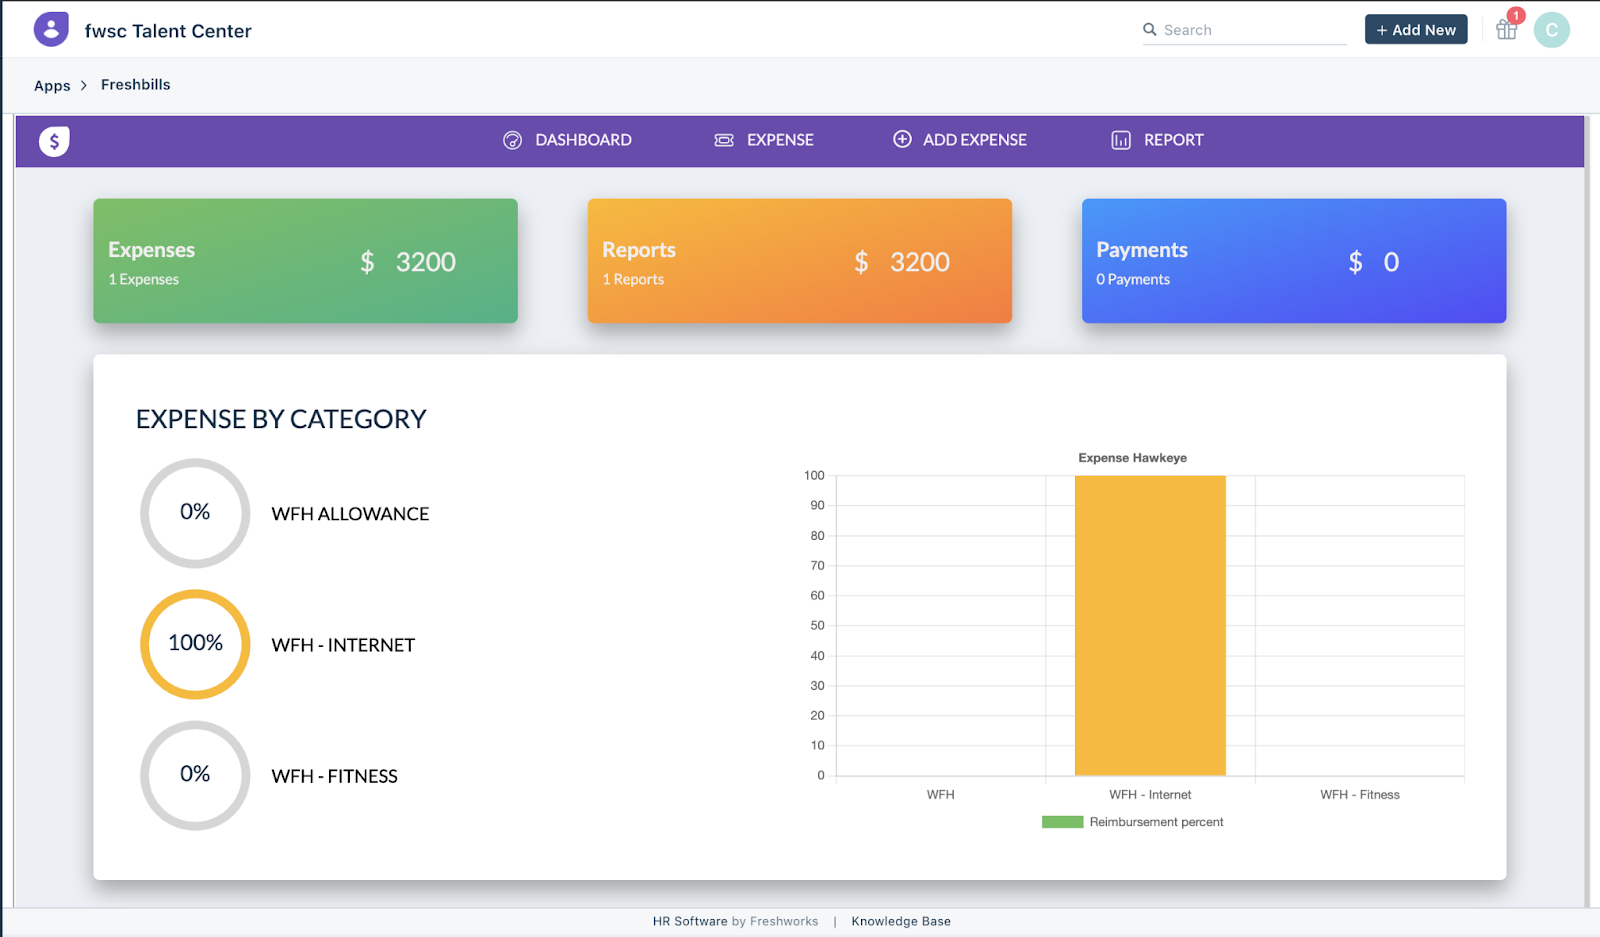 fwsc Talent Center
Search
+ Add New
1
C
Apps > Freshbills
$
DASHBOARD
EXPENSE
ADD EXPENSE
REPORT
Expenses
1 Expenses
$ 3200
Reports
1 Reports
$ 3200
Payments
0 Payments
$ 0
EXPENSE BY CATEGORY
0%
WFH ALLOWANCE
100%
WFH - INTERNET
0%
WFH - FITNESS
Expense Hawkeye
100
90
80
70
60
50
40
30
20
10
0
WFH
WFH - Internet
WFH - Fitness
Reimbursement percent
HR Software by Freshworks | Knowledge Base